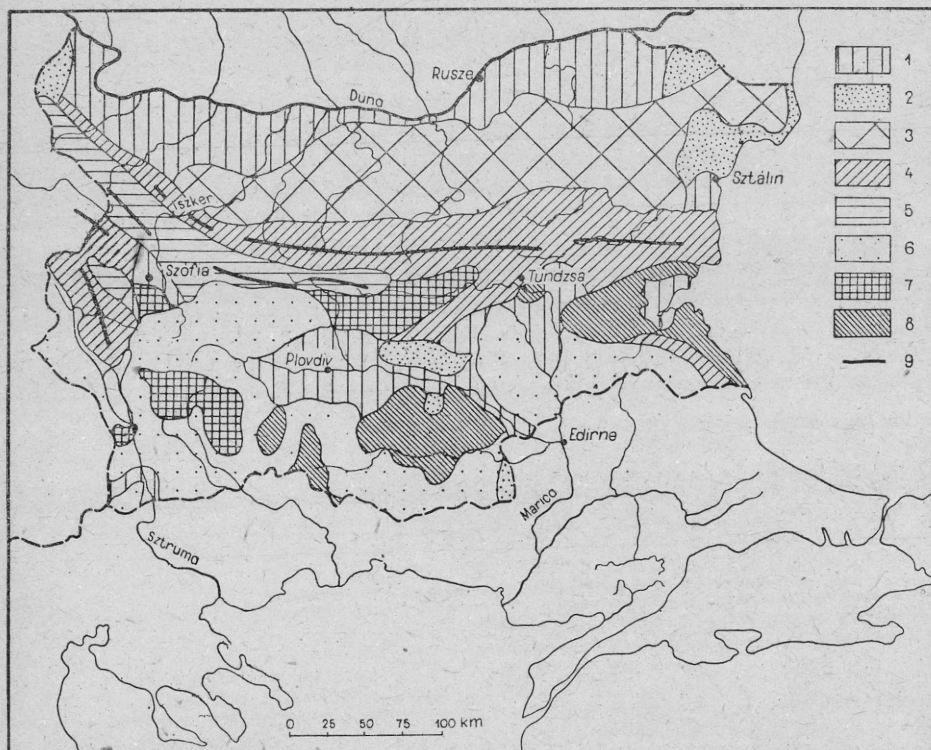 Rusze
Duna
Iszker
Sztálin
Szófia
Tundzsa
Plovdiv
Edirne
Marica
Sztruma
0 25 50 75 100 km
1
2
3
4
5
6
7
8
9